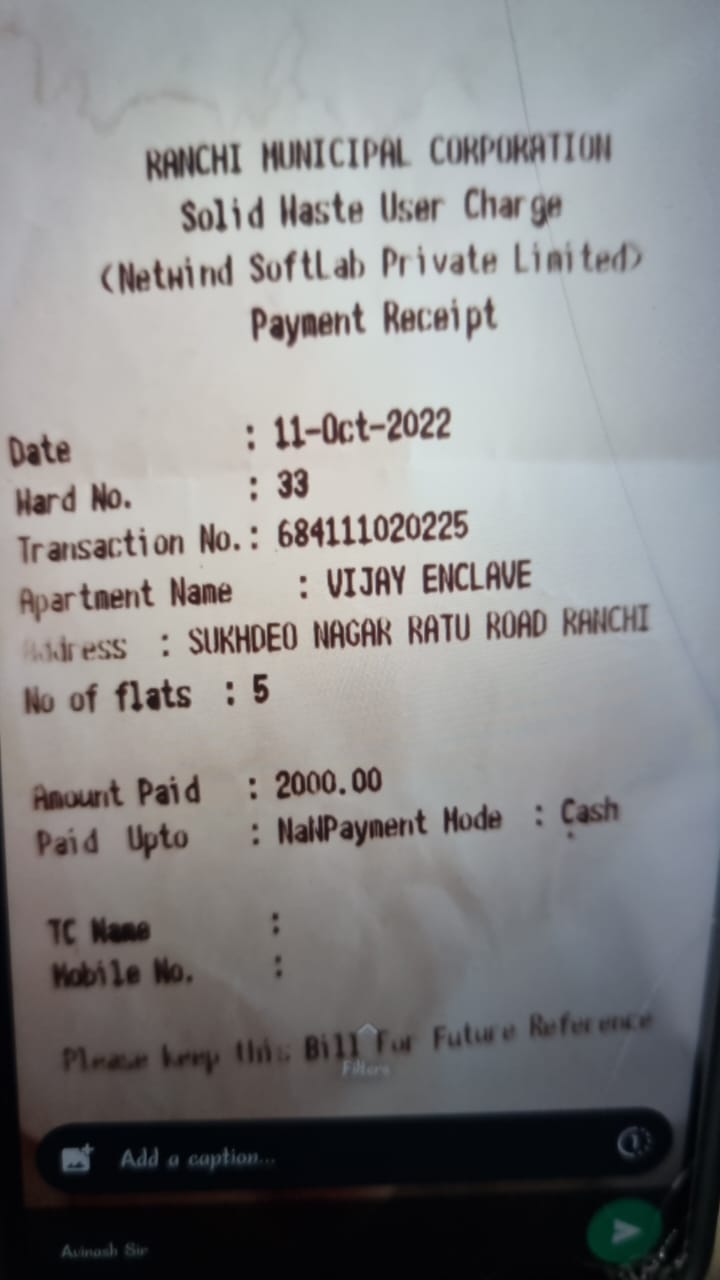 RANCHI MUNICIPAL CORPORATION
Solid Waste User Charge
(Netwind SoftLab Private Limited)
Payment Receipt
Date : 11-Oct-2022
Ward No. : 33
Transaction No.: 684111020225
Apartment Name : VIJAY ENCLAVE
Address : SUKHDEO NAGAR RATU ROAD RANCHI
No of flats : 5
Amount Paid : 2000.00
Paid Upto : NaNPayment Mode : Cash
TC Name :
Mobile No. :
Please keep this Bill For Future Reference
Filters
Add a caption...
Avinash Sir